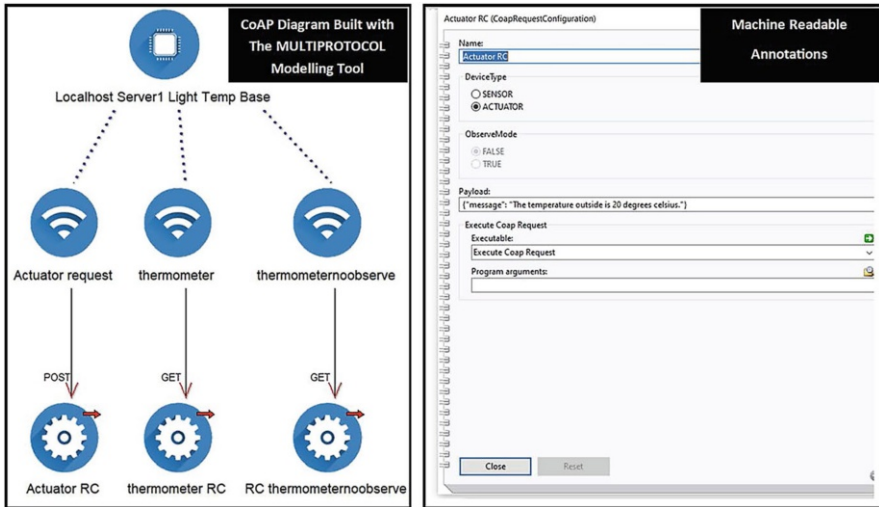 CoAP Diagram Built with
The MULTIPROTOCOL
Modelling Tool
Localhost Server1 Light Temp Base
Actuator request
thermometer
thermometernoobserve
POST
GET
GET
Actuator RC
thermometer RC
RC thermometernoobserve
Actuator RC (CoapRequestConfiguration)
Machine Readable
Annotations
Name:
Actuator RC
DeviceType
SENSOR
ACTUATOR
ObserveMode
FALSE
TRUE
Payload:
{"message": "The temperature outside is 20 degrees celsius."}
Execute Coap Request
Executable:
Execute Coap Request
Program arguments:
Close
Reset